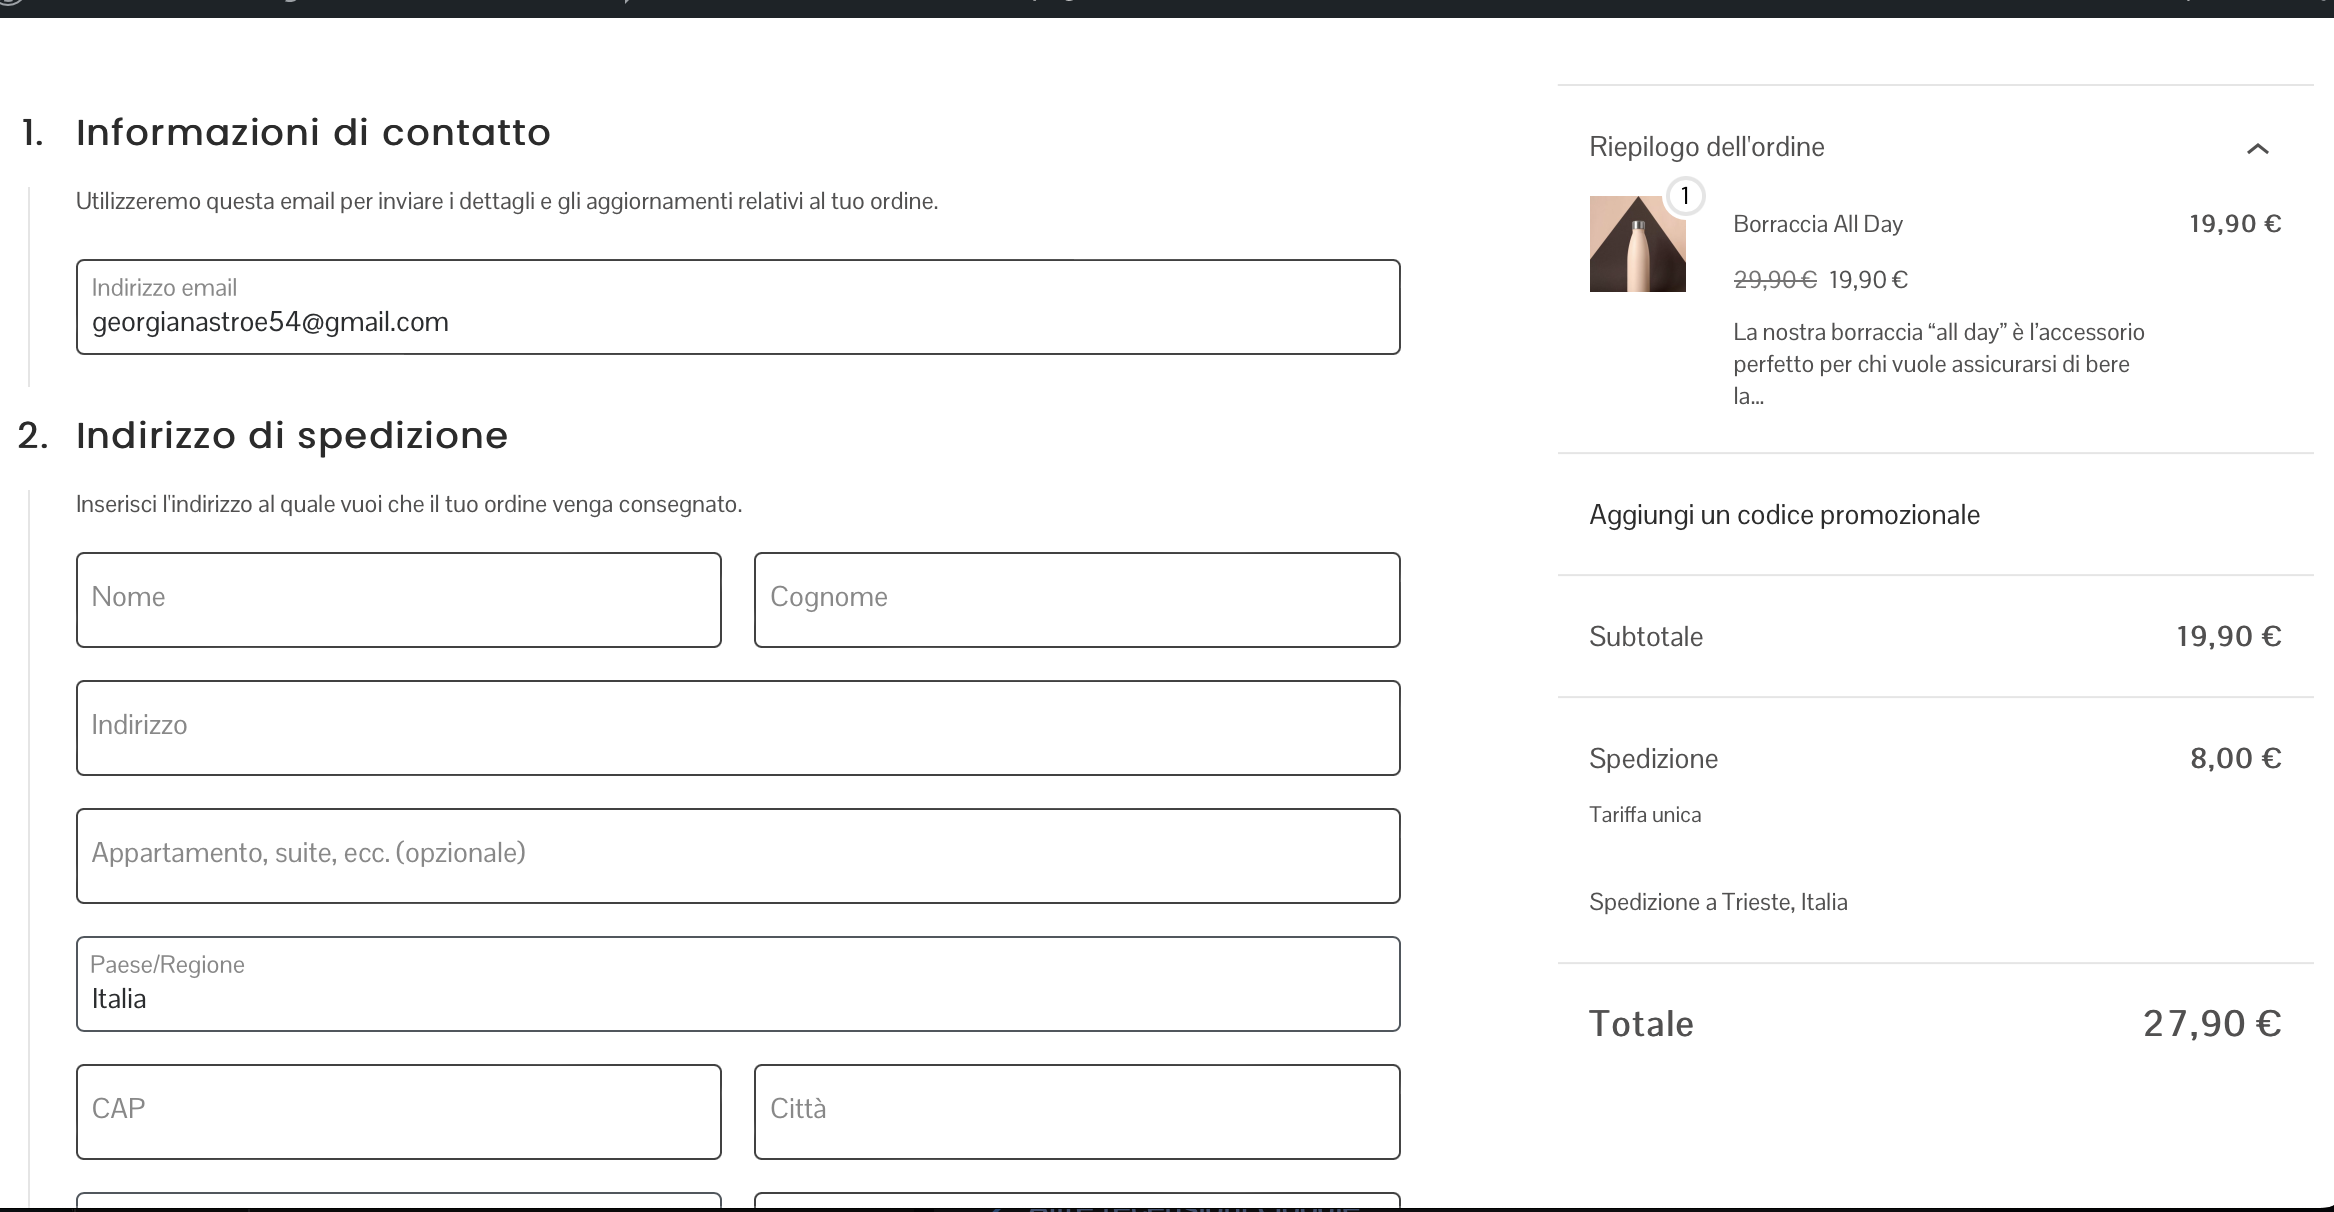 1. Informazioni di contatto
Utilizzeremo questa email per inviare i dettagli e gli aggiornamenti relativi al tuo ordine.
Indirizzo email
georgianastroe54@gmail.com
2. Indirizzo di spedizione
Inserisci l'indirizzo al quale vuoi che il tuo ordine venga consegnato.
Nome
Cognome
Indirizzo
Appartamento, suite, ecc. (opzionale)
Paese/Regione
Italia
CAP
Città
Riepilogo dell'ordine
1
Borraccia All Day
19,90 €
29,90 € 19,90 €
La nostra borraccia “all day” è l’accessorio
perfetto per chi vuole assicurarsi di bere
la...
Aggiungi un codice promozionale
Subtotale
19,90 €
Spedizione
8,00 €
Tariffa unica
Spedizione a Trieste, Italia
Totale
27,90 €